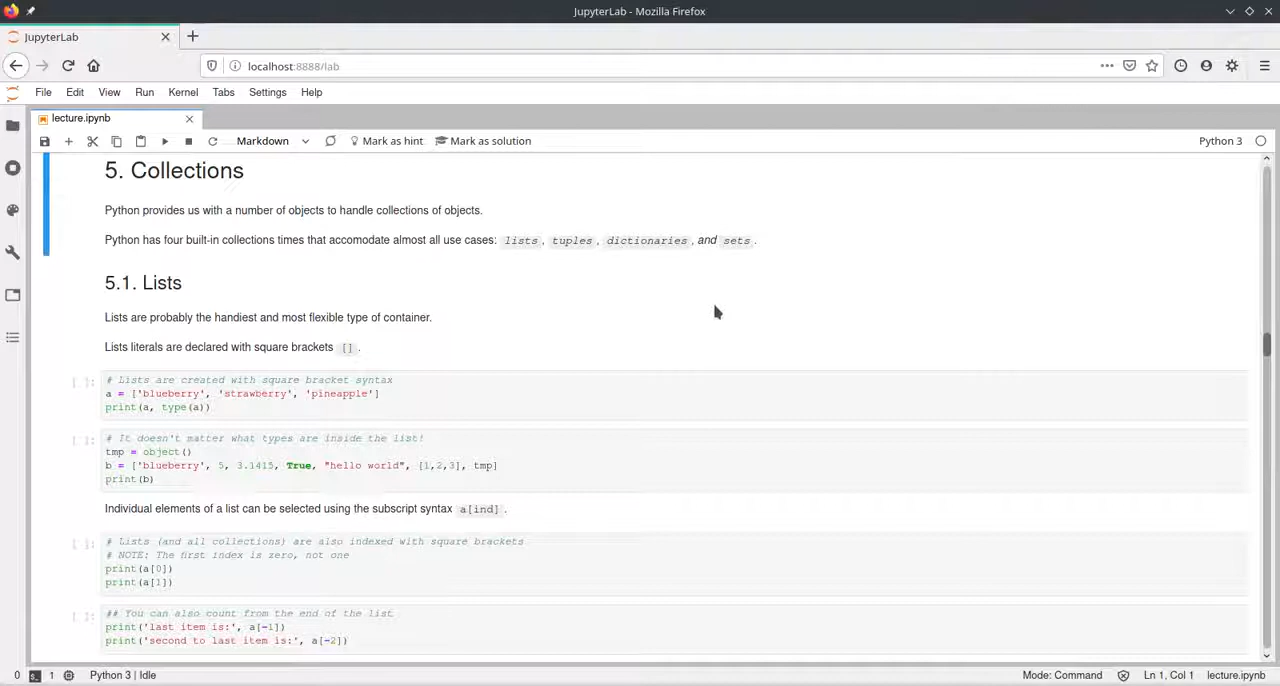 JupyterLab - Mozilla Firefox
JupyterLab
localhost:8888/lab
File Edit View Run Kernel Tabs Settings Help
lecture.ipynb
Markdown Mark as hint Mark as solution Python 3
5. Collections
Python provides us with a number of objects to handle collections of objects.
Python has four built-in collections times that accomodate almost all use cases: lists, tuples, dictionaries, and sets.
5.1. Lists
Lists are probably the handiest and most flexible type of container.
Lists literals are declared with square brackets [].
[ ]: # Lists are created with square bracket syntax
a = ['blueberry', 'strawberry', 'pineapple']
print(a, type(a))
[ ]: # It doesn't matter what types are inside the list!
tmp = object()
b = ['blueberry', 5, 3.1415, True, "hello world", [1,2,3], tmp]
print(b)
Individual elements of a list can be selected using the subscript syntax a[ind].
[ ]: # Lists (and all collections) are also indexed with square brackets
# NOTE: The first index is zero, not one
print(a[0])
print(a[1])
[ ]: ## You can also count from the end of the list
print('last item is:', a[-1])
print('second to last item is:', a[-2])
0 1 Python 3 | Idle Mode: Command Ln 1, Col 1 lecture.ipynb